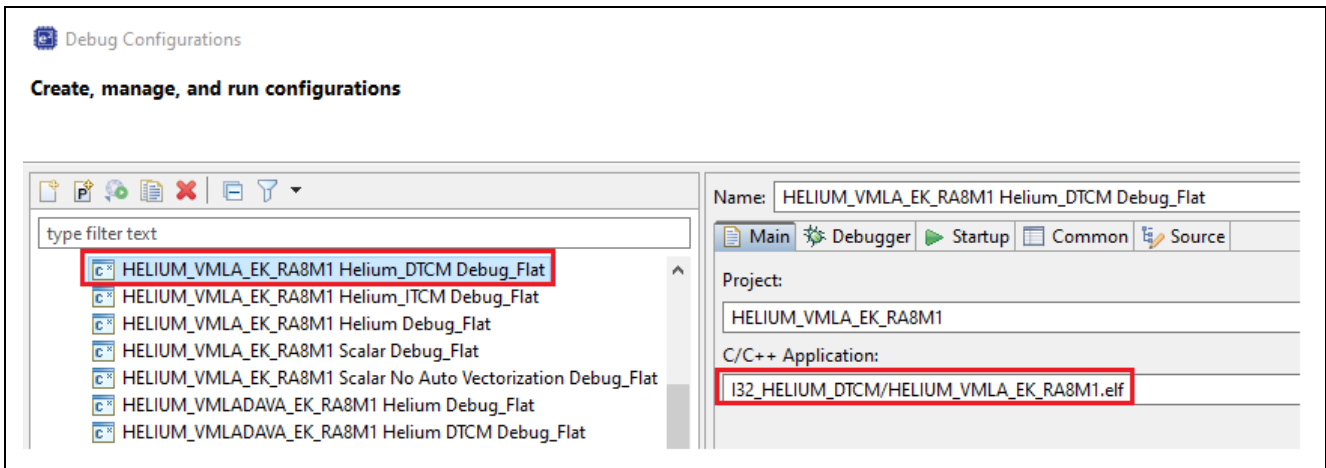 Debug Configurations
Create, manage, and run configurations
type filter text
HELIUM_VMLA_EK_RA8M1 Helium_DTCM Debug_Flat
HELIUM_VMLA_EK_RA8M1 Helium_ITCM Debug_Flat
HELIUM_VMLA_EK_RA8M1 Helium Debug_Flat
HELIUM_VMLA_EK_RA8M1 Scalar Debug_Flat
HELIUM_VMLA_EK_RA8M1 Scalar No Auto Vectorization Debug_Flat
HELIUM_VMLADAVA_EK_RA8M1 Helium Debug_Flat
HELIUM_VMLADAVA_EK_RA8M1 Helium DTCM Debug_Flat
Name: HELIUM_VMLA_EK_RA8M1 Helium_DTCM Debug_Flat
Main Debugger Startup Common Source
Project:
HELIUM_VMLA_EK_RA8M1
C/C++ Application:
I32_HELIUM_DTCM/HELIUM_VMLA_EK_RA8M1.elf